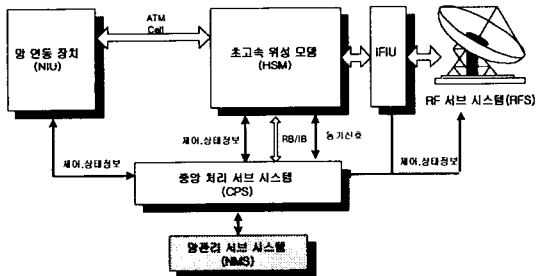 ATM
Cell
망 연동 장치
(NIU)
초고속 위성 모뎀
(HSM)
IFIU
RF 서브 시스템(RFS)
제어,상태정보
RB/IB
동기신호
제어,상태정보
제어,상태정보
중앙 처리 서브 시스템
(CPS)
망관리 서브 시스템
(NMS)